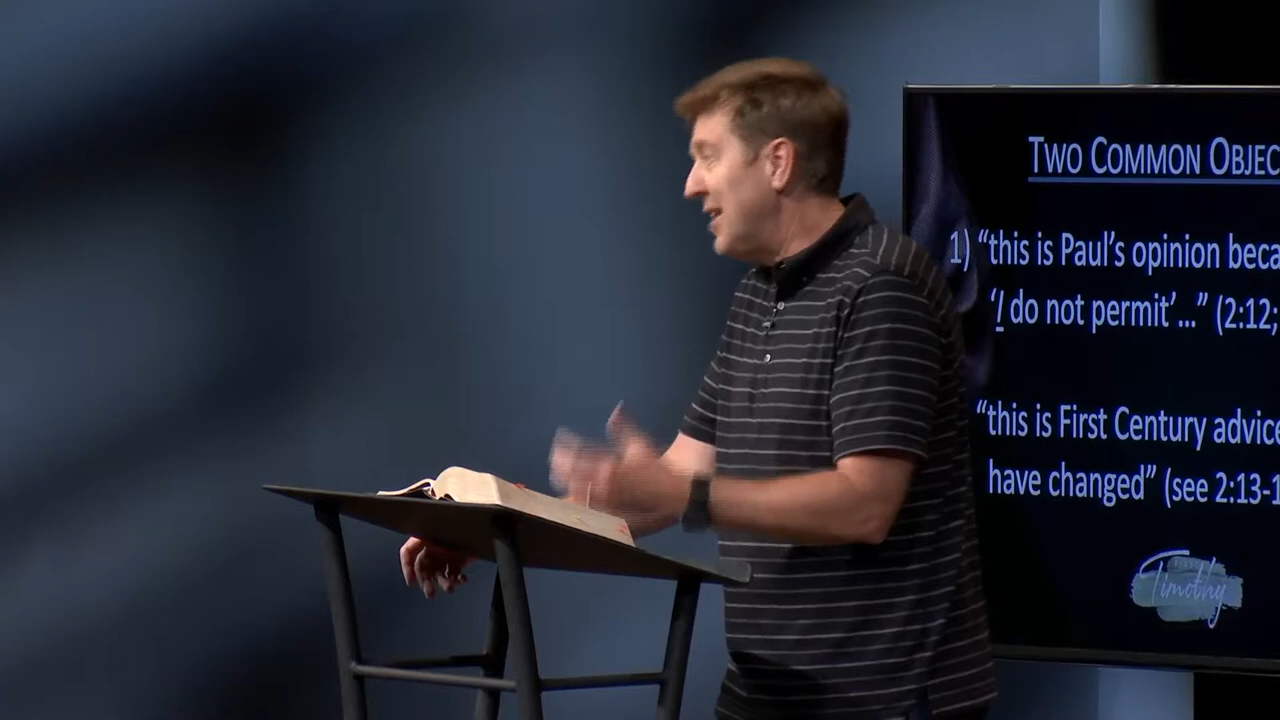 TWO COMMON OBJEC
1) “this is Paul’s opinion beca
‘I do not permit’...” (2:12;
“this is First Century advice
have changed” (see 2:13-1
Timothy